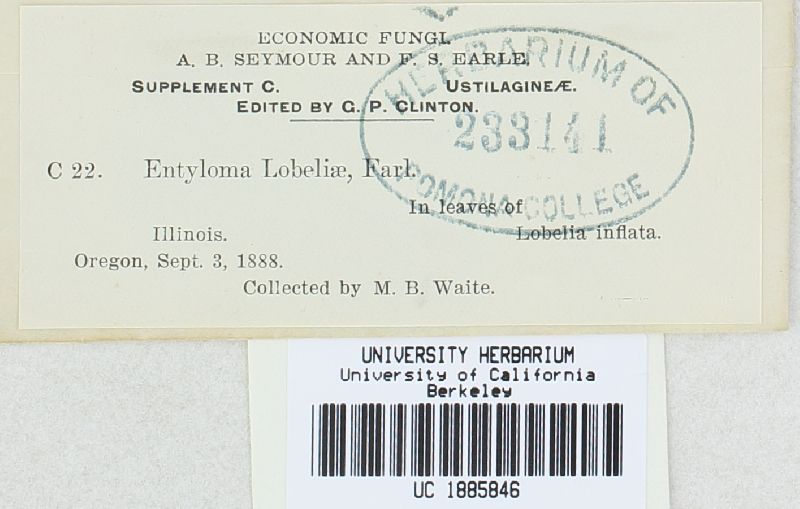 ECONOMIC FUNGI.
A. B. SEYMOUR AND F. S. EARLE.
SUPPLEMENT C. USTILAGINEÆ.
EDITED BY G. P. CLINTON.
HERBARIUM OF
233141
POMONA COLLEGE
C 22. Entyloma Lobeliæ, Farl.
In leaves of
Illinois. Lobelia inflata.
Oregon, Sept. 3, 1888.
Collected by M. B. Waite.
UNIVERSITY HERBARIUM
University of California
Berkeley
UC 1885846